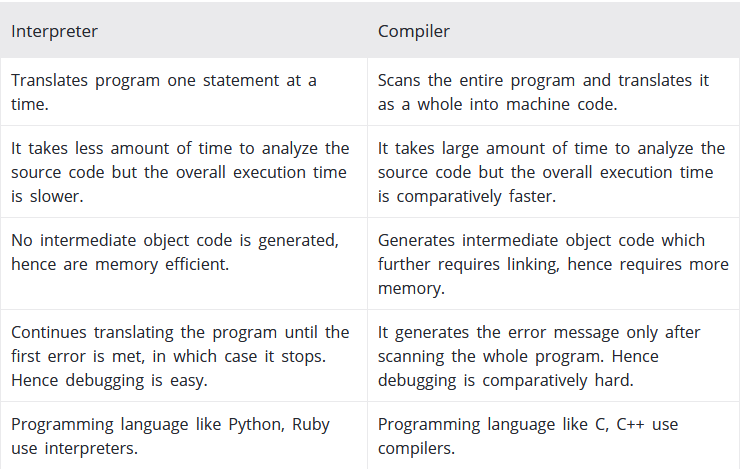 Interpreter
Compiler
Translates program one statement at a
time.
Scans the entire program and translates it
as a whole into machine code.
It takes less amount of time to analyze the
source code but the overall execution time
is slower.
It takes large amount of time to analyze the
source code but the overall execution time
is comparatively faster.
No intermediate object code is generated,
hence are memory efficient.
Generates intermediate object code which
further requires linking, hence requires more
memory.
Continues translating the program until the
first error is met, in which case it stops.
Hence debugging is easy.
It generates the error message only after
scanning the whole program. Hence
debugging is comparatively hard.
Programming language like Python, Ruby
use interpreters.
Programming language like C, C++ use
compilers.